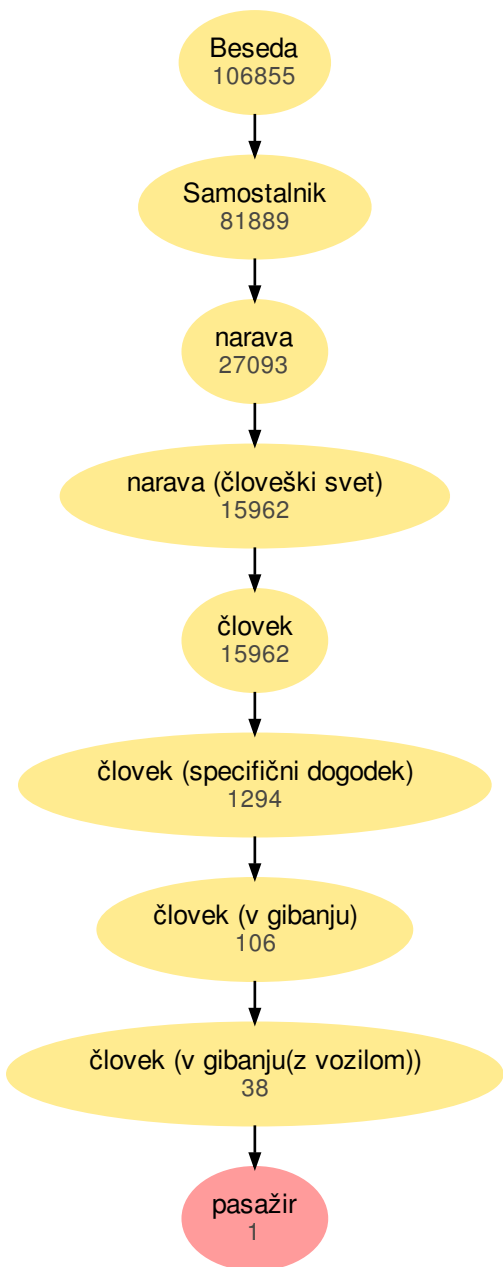 Beseda
106855
Samostalnik
81889
narava
27093
narava (človeški svet)
15962
človek
15962
človek (specifični dogodek)
1294
človek (v gibanju)
106
človek (v gibanju(z vozilom))
38
pasažir
1